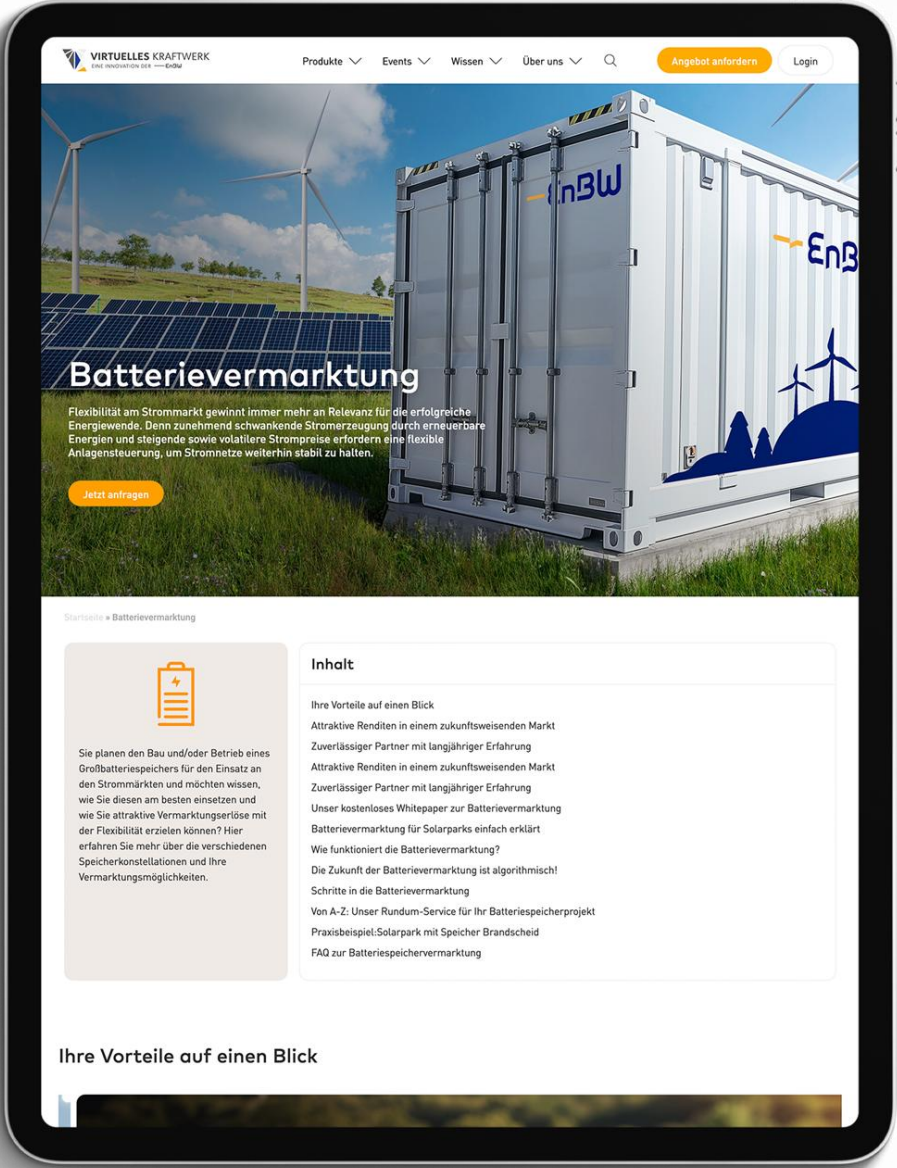 VIRTUELLES KRAFTWERK
EINE INNOVATION DER EnBW
Produkte
Events
Wissen
Über uns
Angebot anfordern
Login
EnBW
EnB
Batterievermarktung
Flexibilität am Strommarkt gewinnt immer mehr an Relevanz für die erfolgreiche
Energiewende. Denn zunehmend schwankende Stromerzeugung durch erneuerbare
Energien und steigende sowie volatilere Strompreise erfordern eine flexible
Anlagensteuerung, um Stromnetze weiterhin stabil zu halten.
Jetzt anfragen
Startseite » Batterievermarktung
Sie planen den Bau und/oder Betrieb eines
Großbatteriespeichers für den Einsatz an
den Strommärkten und möchten wissen,
wie Sie diesen am besten einsetzen und
wie Sie attraktive Vermarktungserlöse mit
der Flexibilität erzielen können? Hier
erfahren Sie mehr über die verschiedenen
Speicherkonstellationen und Ihre
Vermarktungsmöglichkeiten.
Inhalt
Ihre Vorteile auf einen Blick
Attraktive Renditen in einem zukunftsweisenden Markt
Zuverlässiger Partner mit langjähriger Erfahrung
Attraktive Renditen in einem zukunftsweisenden Markt
Zuverlässiger Partner mit langjähriger Erfahrung
Unser kostenloses Whitepaper zur Batterievermarktung
Batterievermarktung für Solarparks einfach erklärt
Wie funktioniert die Batterievermarktung?
Die Zukunft der Batterievermarktung ist algorithmisch!
Schritte in die Batterievermarktung
Von A-Z: Unser Rundum-Service für Ihr Batteriespeicherprojekt
Praxisbeispiel:Solarpark mit Speicher Brandscheid
FAQ zur Batteriespeichervermarktung
Ihre Vorteile auf einen Blick